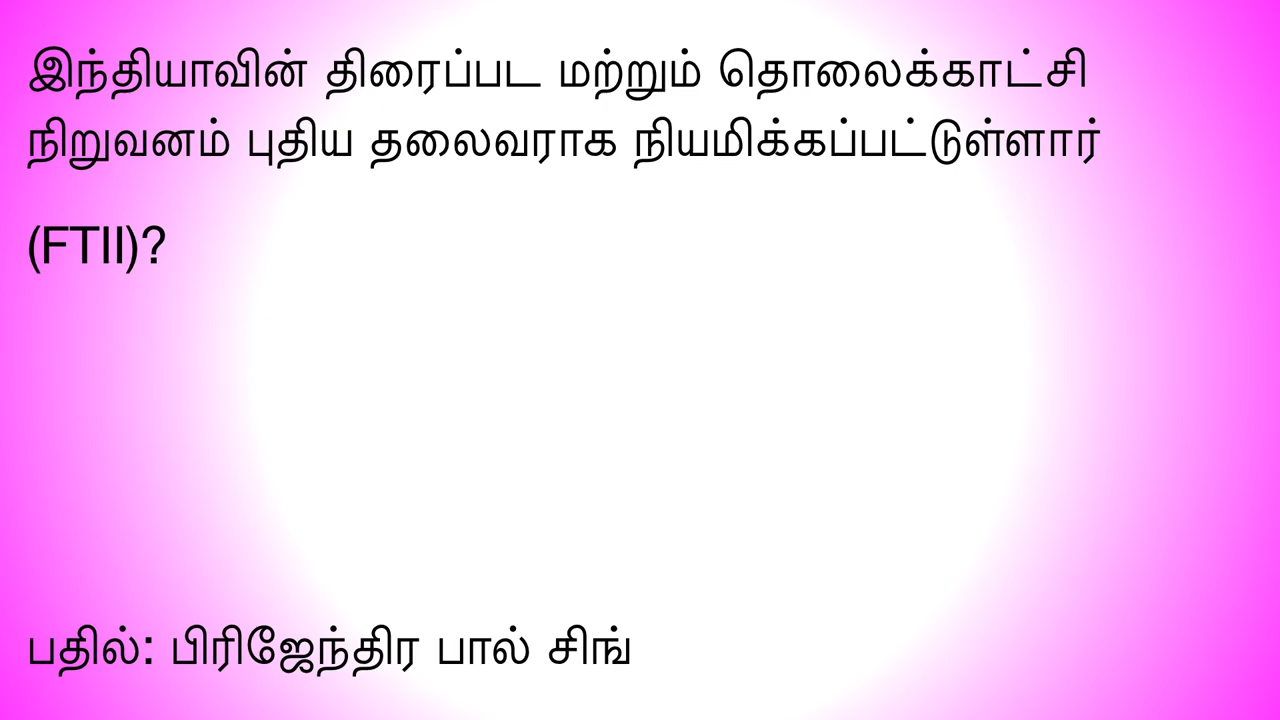 இந்தியாவின் திரைப்பட மற்றும் தொலைக்காட்சி
நிறுவனம் புதிய தலைவராக நியமிக்கப்பட்டுள்ளார்
(FTII)?
பதில்: பிரிஜேந்திர பால் சிங்